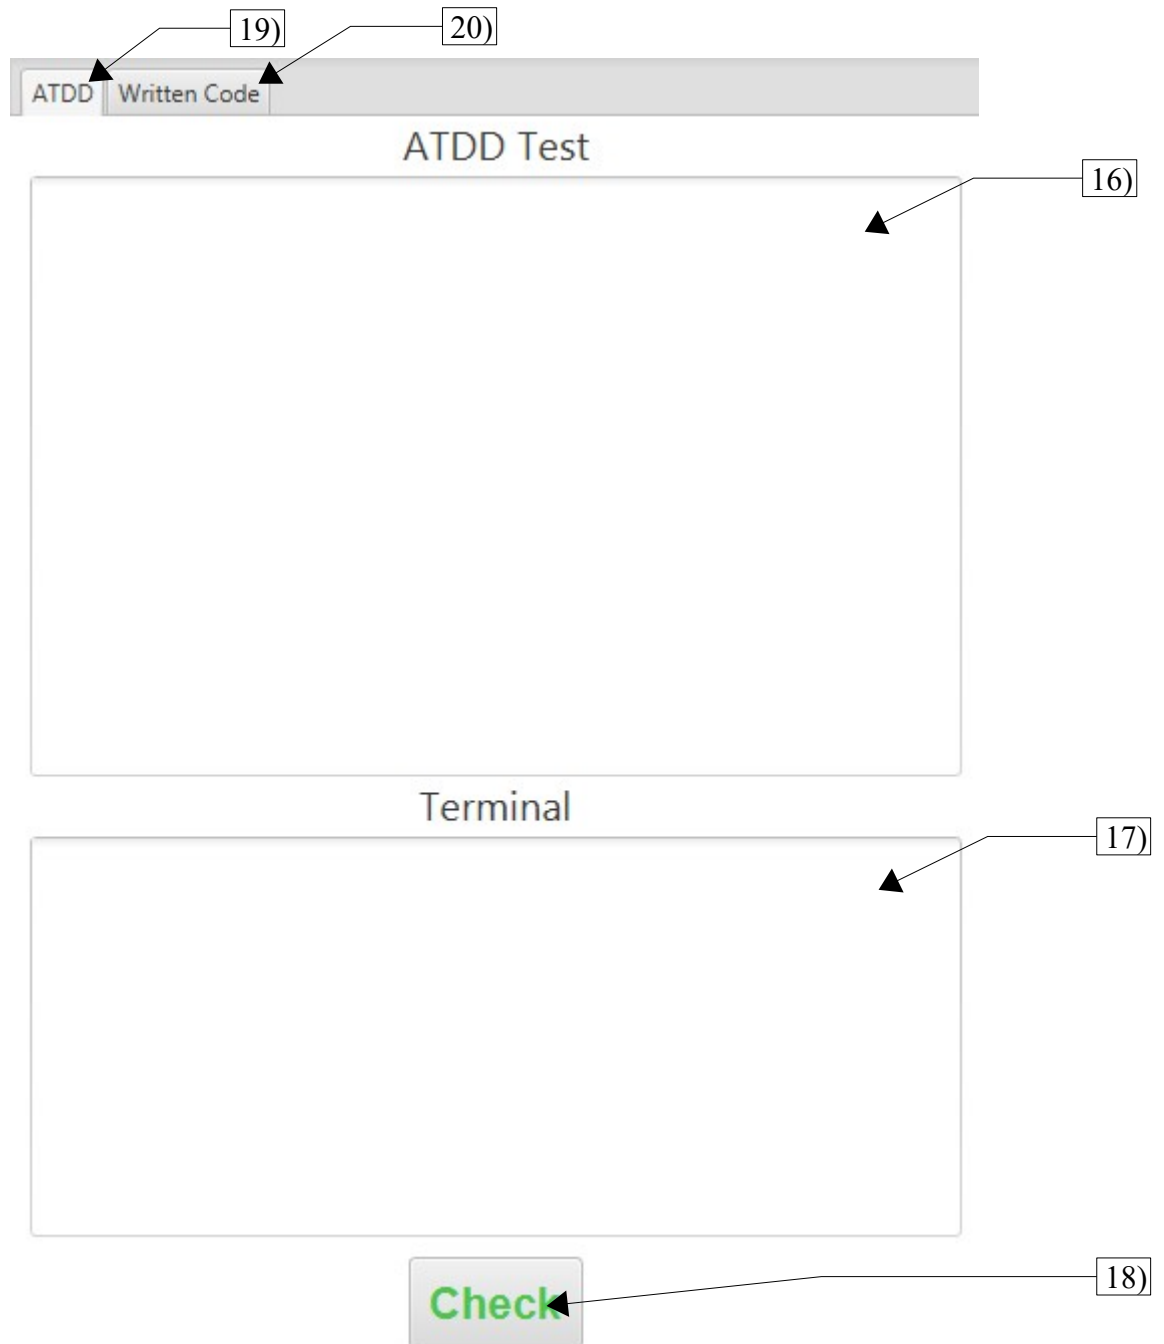 19) 20)
ATDD Written Code
ATDD Test
16)
Terminal
17)
Check
18)